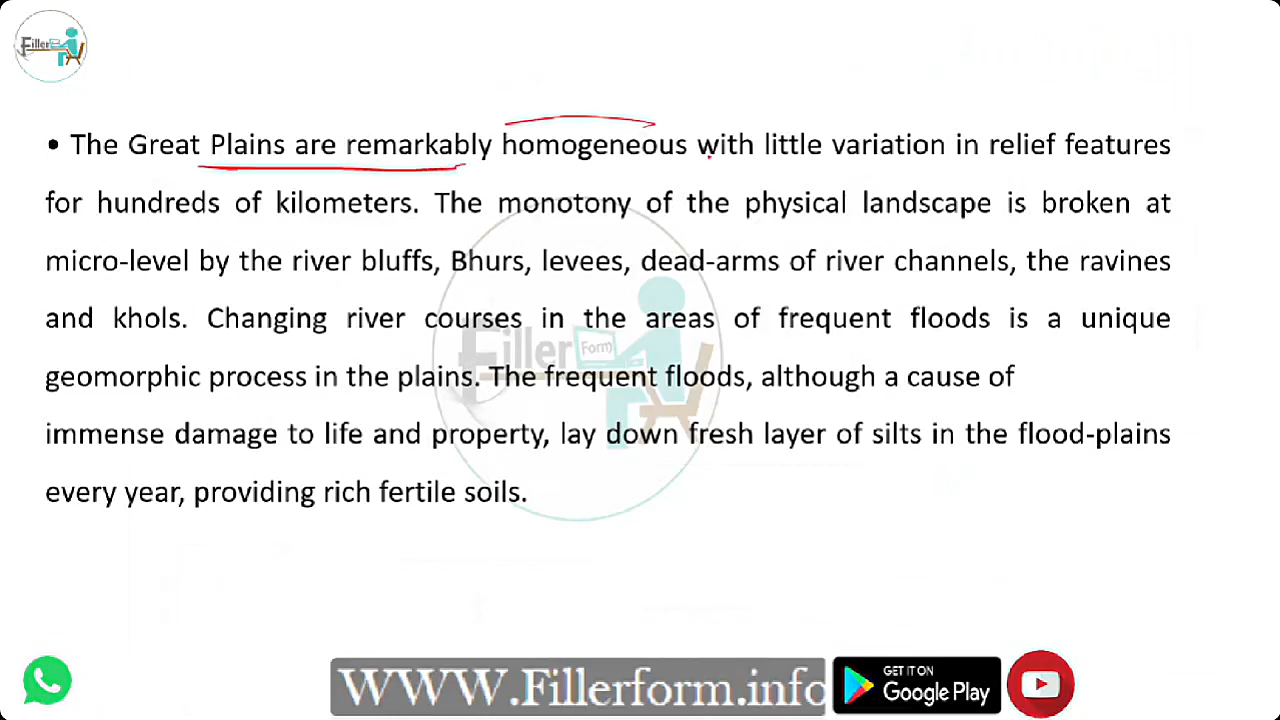 Filler
• The Great Plains are remarkably homogeneous with little variation in relief features
for hundreds of kilometers. The monotony of the physical landscape is broken at
micro-level by the river bluffs, Bhurs, levees, dead-arms of river channels, the ravines
and khols. Changing river courses in the areas of frequent floods is a unique
geomorphic process in the plains. The frequent floods, although a cause of
immense damage to life and property, lay down fresh layer of silts in the flood-plains
every year, providing rich fertile soils.
Filler Form
WWW.Fillerform.info
GET IT ON
Google Play